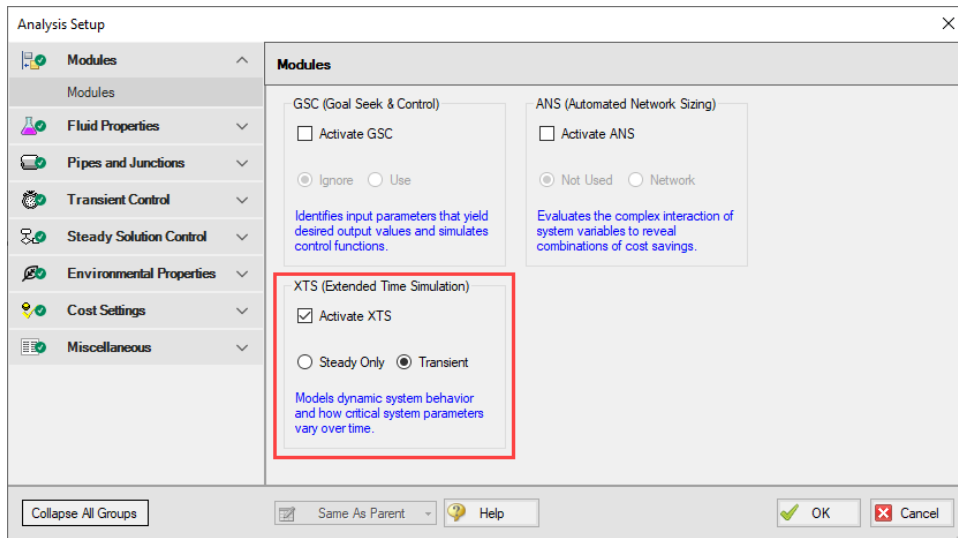 Analysis Setup
Modules
Modules
Fluid Properties
Pipes and Junctions
Transient Control
Steady Solution Control
Environmental Properties
Cost Settings
Miscellaneous
Modules
GSC (Goal Seek & Control)
Activate GSC
Ignore Use
Identifies input parameters that yield
desired output values and simulates
control functions.
ANS (Automated Network Sizing)
Activate ANS
Not Used Network
Evaluates the complex interaction of
system variables to reveal
combinations of cost savings.
XTS (Extended Time Simulation)
Activate XTS
Steady Only Transient
Models dynamic system behavior
and how critical system parameters
vary over time.
Collapse All Groups
Same As Parent
Help
OK
Cancel